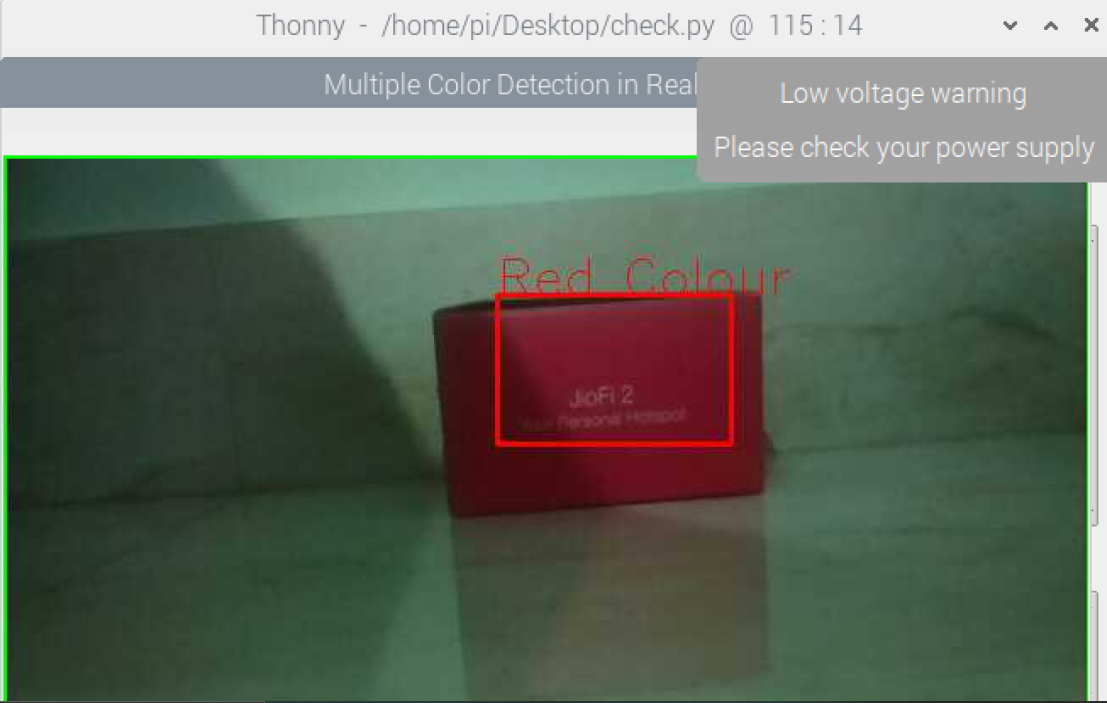 Thonny - /home/pi/Desktop/check.py @ 115 : 14
Multiple Color Detection in Real
Low voltage warning
Please check your power supply
Red Colour
JioFi 2
Your Personal Hotspot